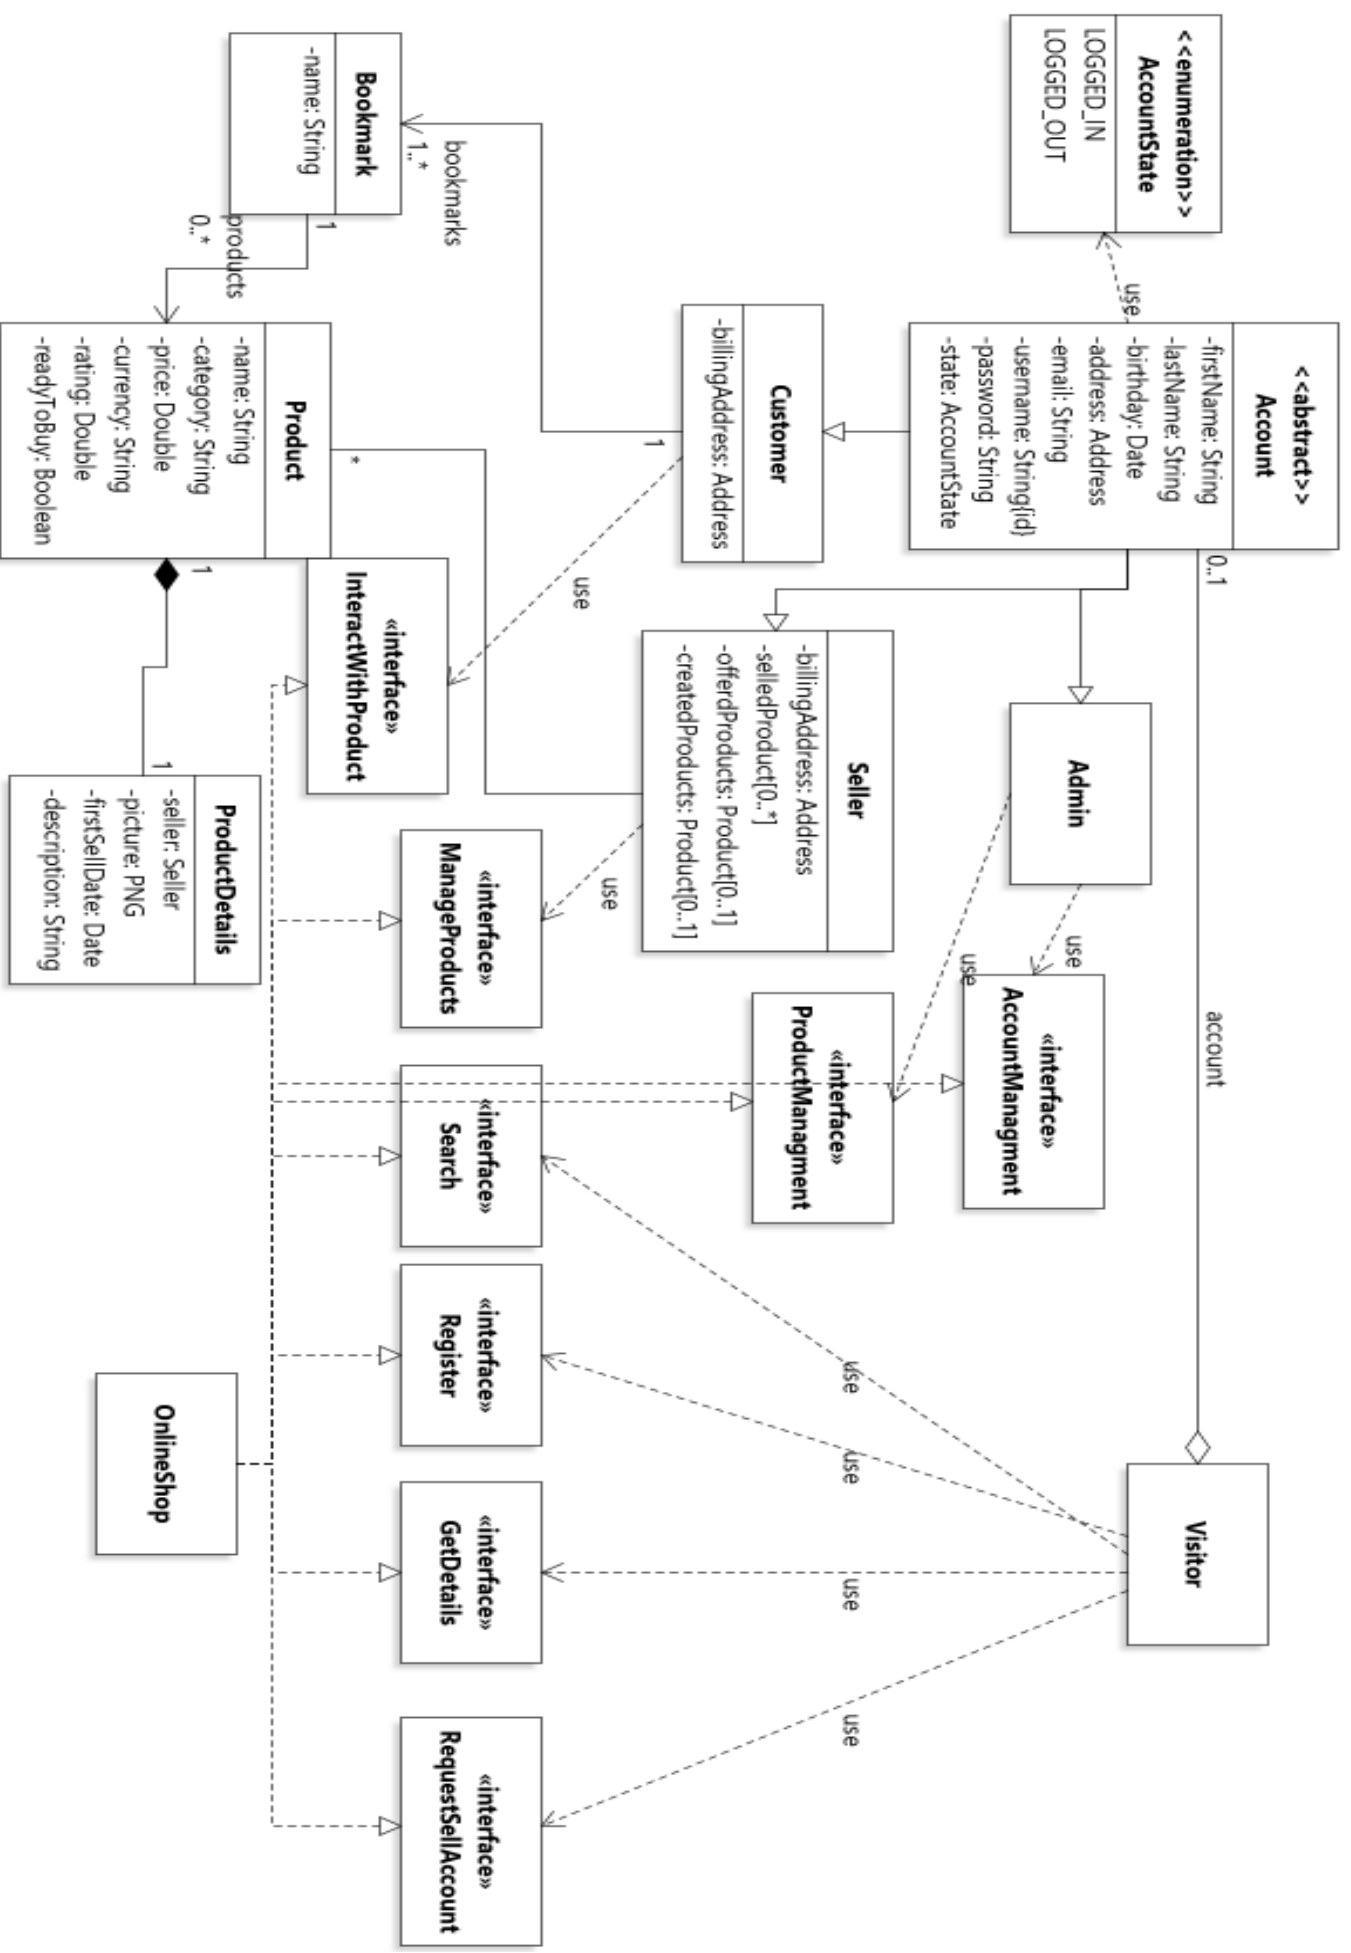 <<enumeration>>
AccountState
LOGGED_IN
LOGGED_OUT
use
<<abstract>>
Account
-firstName: String
-lastName: String
-birthday: Date
-address: Address
-email: String
-username: String{id}
-password: String
-state: AccountState
0..1
account
Visitor
Admin
use
use
«interface»
AccountManagment
«interface»
ProductManagment
Customer
-billingAddress: Address
1
use
Seller
-billingAddress: Address
-selledProduct[0..*]
-offerdProducts: Product[0..1]
-createdProducts: Product[0..1]
use
use
use
use
use
bookmarks
1..*
Bookmark
-name: String
1
products
0..*
*
Product
-name: String
-category: String
-price: Double
-currency: String
-rating: Double
-readyToBuy: Boolean
1
«interface»
InteractWithProduct
«interface»
ManageProducts
«interface»
Search
«interface»
Register
«interface»
GetDetails
«interface»
RequestSellAccount
1
ProductDetails
-seller: Seller
-picture: PNG
-firstSellDate: Date
-description: String
OnlineShop